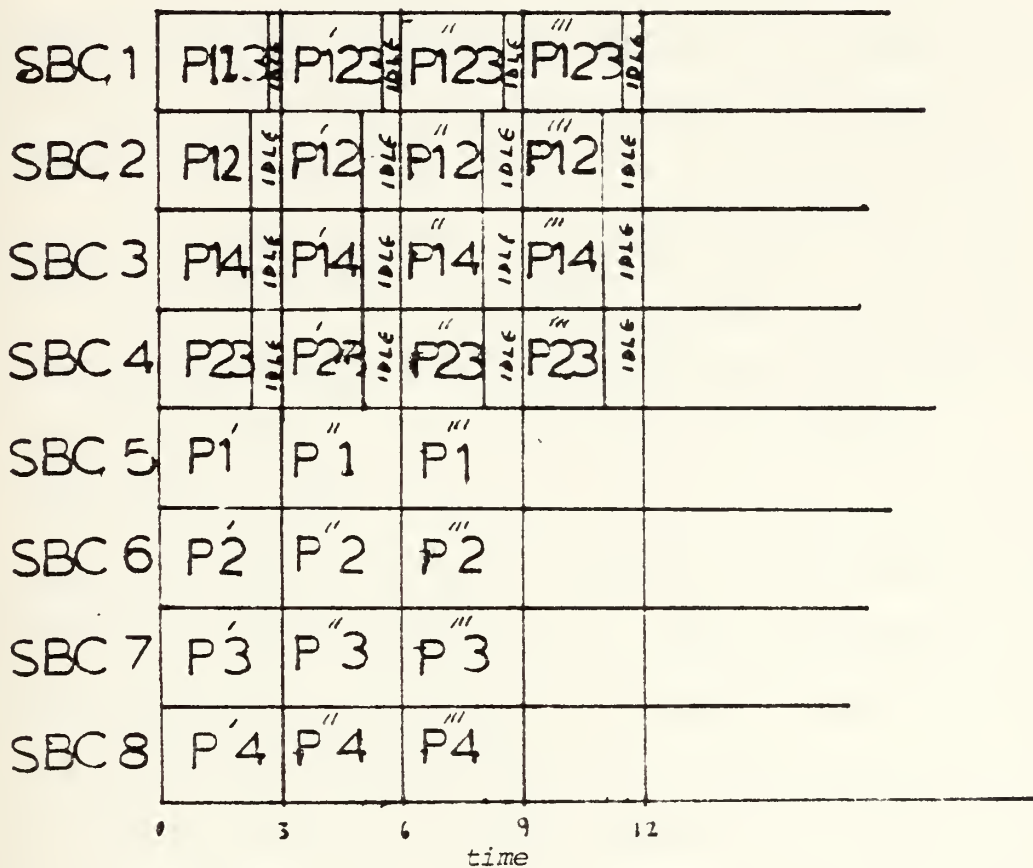 SBC 1 P123 IDLE P'123 IDLE P''123 IDLE P'''123 IDLE
SBC 2 P12 IDLE P'12 IDLE P''12 IDLE P'''12 IDLE
SBC 3 P14 IDLE P'14 IDLE P''14 IDLE P'''14 IDLE
SBC 4 P23 IDLE P'23 IDLE P''23 IDLE P'''23 IDLE
SBC 5 P'1 P''1 P'''1
SBC 6 P'2 P''2 P'''2
SBC 7 P'3 P''3 P'''3
SBC 8 P'4 P''4 P'''4
0 3 6 9 12
time